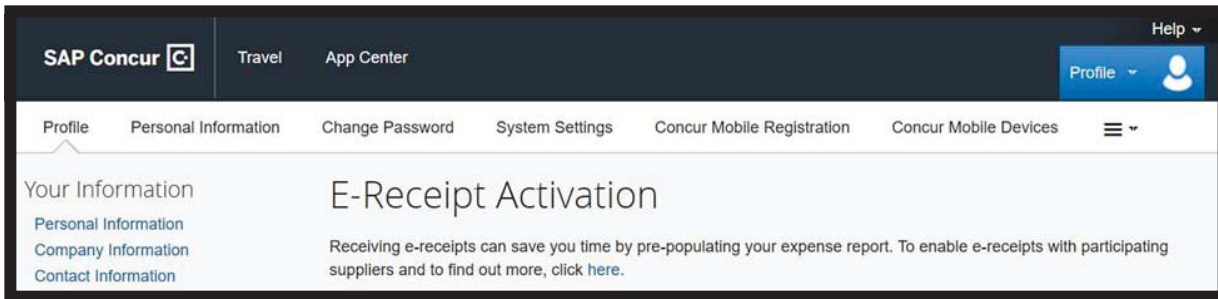 Help
SAP Concur C Travel App Center
Profile
Profile Personal Information Change Password System Settings Concur Mobile Registration Concur Mobile Devices
Your Information
Personal Information
Company Information
Contact Information
E-Receipt Activation
Receiving e-receipts can save you time by pre-populating your expense report. To enable e-receipts with participating
suppliers and to find out more, click here.